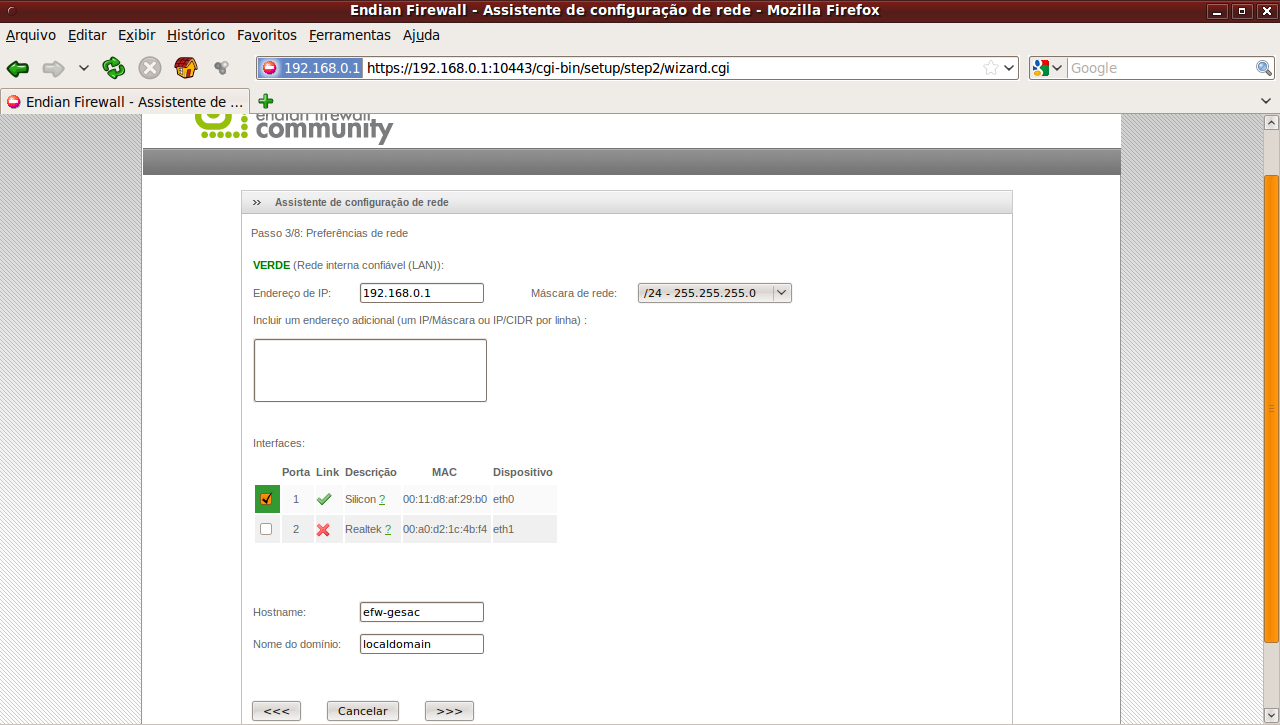 Endian Firewall - Assistente de configuração de rede - Mozilla Firefox
Arquivo Editar Exibir Histórico Favoritos Ferramentas Ajuda
192.168.0.1 https://192.168.0.1:10443/cgi-bin/setup/step2/wizard.cgi Google
Endian Firewall - Assistente de ...
endian firewall
community
Assistente de configuração de rede
Passo 3/8: Preferências de rede
VERDE (Rede interna confiável (LAN)):
Endereço de IP: 192.168.0.1 Máscara de rede: /24 - 255.255.255.0
Incluir um endereço adicional (um IP/Máscara ou IP/CIDR por linha) :
Interfaces:
Porta Link Descrição MAC Dispositivo
1 Silicon ? 00:11:d8:af:29:b0 eth0
2 Realtek ? 00:a0:d2:1c:4b:f4 eth1
Hostname: efw-gesac
Nome do domínio: localdomain
<<< Cancelar >>>